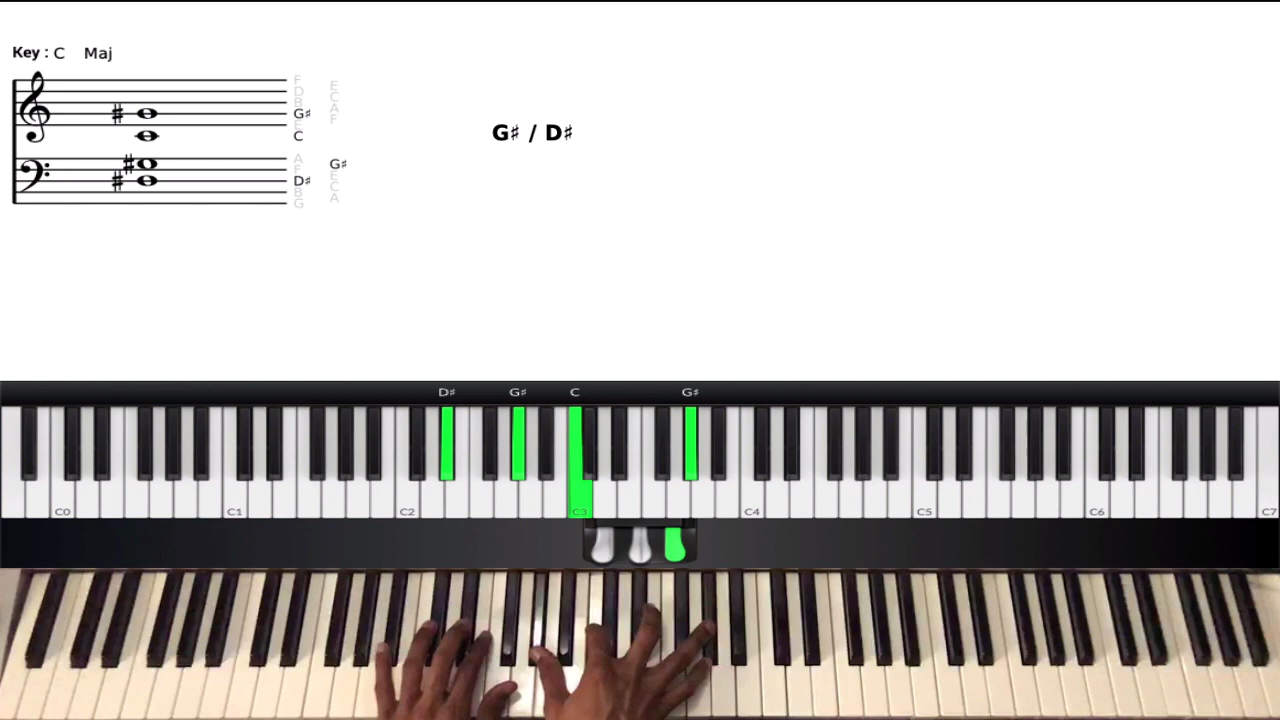 Key : C Maj
F
E
D
C
B
A
G♯
F
E
C
G♯ / D♯
A
G♯
F
E
D♯
C
B
A
G
D♯ G♯ C G♯
C0 C1 C2 C3 C4 C5 C6 C7